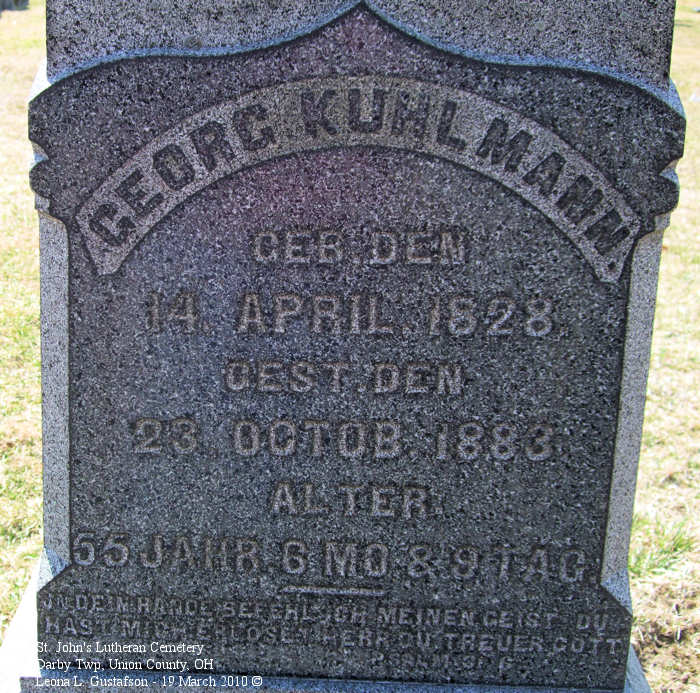 GEORG KUHLMANN
GEB. DEN
14. APRIL. 1828
GEST. DEN
23. OCTOB. 1883.
ALTER.
55 JAHR. 6 MO. & 9 TAG.
IN DEINE HÄNDE BEFEHLE ICH MEINEN GEIST. DU
HAST MICH ERLÖSET HERR DU TREUER GOTT
St. John's Lutheran Cemetery
Darby Twp, Union County, OH
Leona L. Gustafson - 19 March 2010 ©